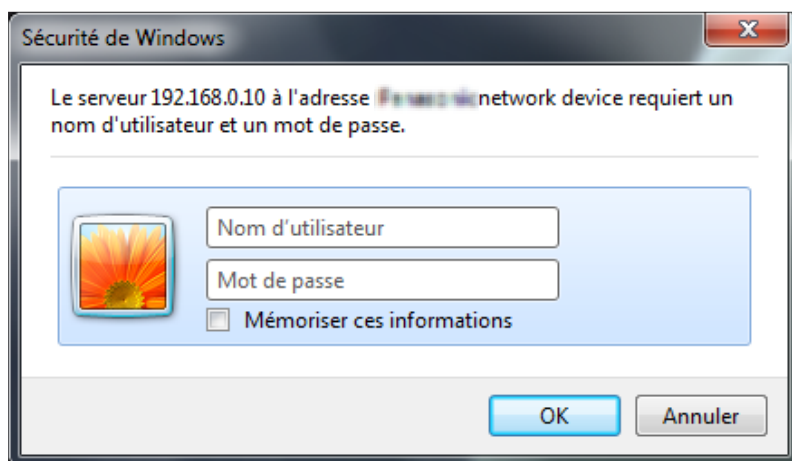 Sécurité de Windows
Le serveur 192.168.0.10 à l'adresse network device requiert un
nom d'utilisateur et un mot de passe.
Nom d'utilisateur
Mot de passe
Mémoriser ces informations
OK
Annuler